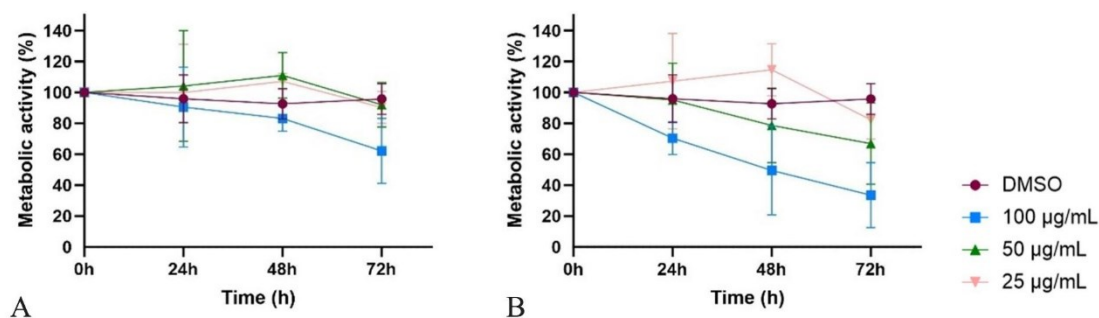 Metabolic activity (%)
140
120
100
80
60
40
20
0
0h 24h 48h 72h
Time (h)
A
Metabolic activity (%)
140
120
100
80
60
40
20
0
0h 24h 48h 72h
Time (h)
B
DMSO
100 µg/mL
50 µg/mL
25 µg/mL